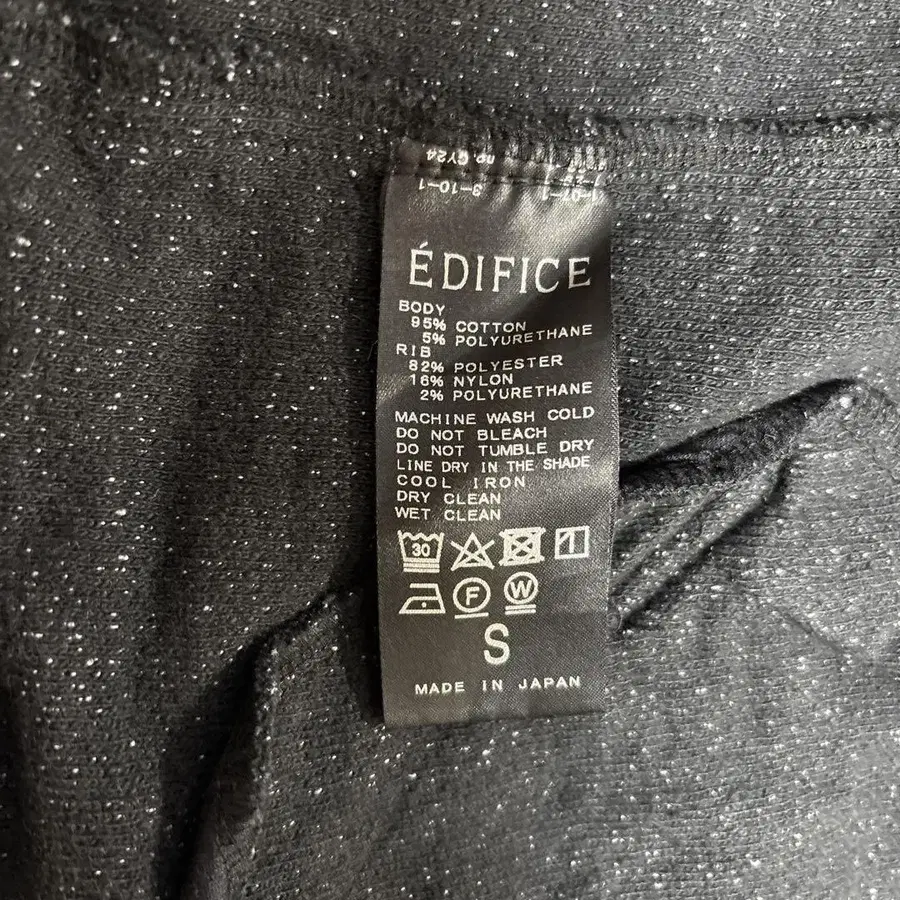 ÉDIFICE
BODY
95% COTTON
5% POLYURETHANE
RIB
82% POLYESTER
16% NYLON
2% POLYURETHANE
MACHINE WASH COLD
DO NOT BLEACH
DO NOT TUMBLE DRY
LINE DRY IN THE SHADE
COOL IRON
DRY CLEAN
WET CLEAN
30
F W
S
MADE IN JAPAN